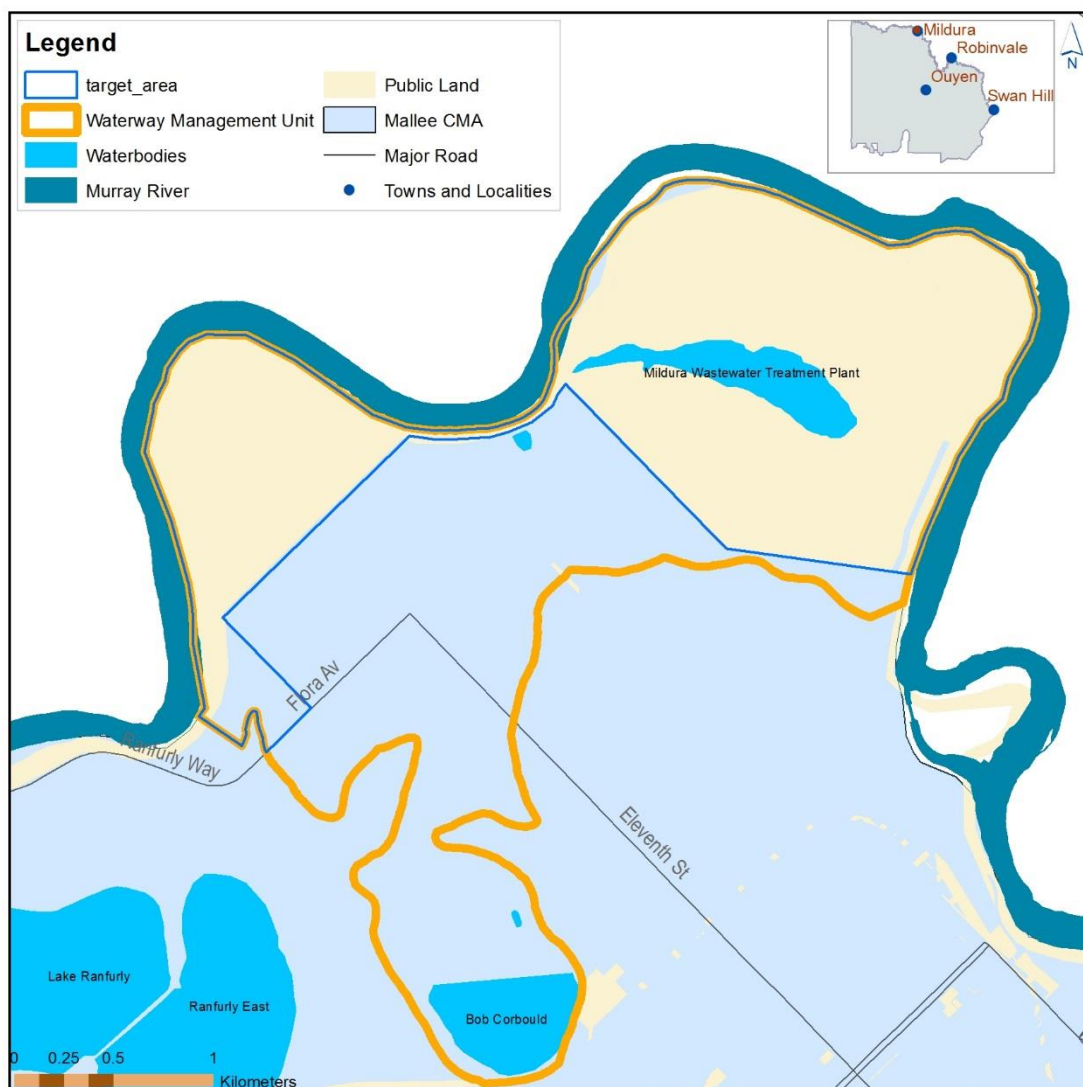 Legend
target_area
Waterway Management Unit
Waterbodies
Murray River
Public Land
Mallee CMA
Major Road
Towns and Localities
Mildura
Robinvale
Ouyen
Swan Hill
N
Mildura Wastewater Treatment Plant
Flora Av
Ranfurly Way
Eleventh St
Lake Ranfurly
Ranfurly East
Bob Corbould
0 0.25 0.5 1
Kilometers